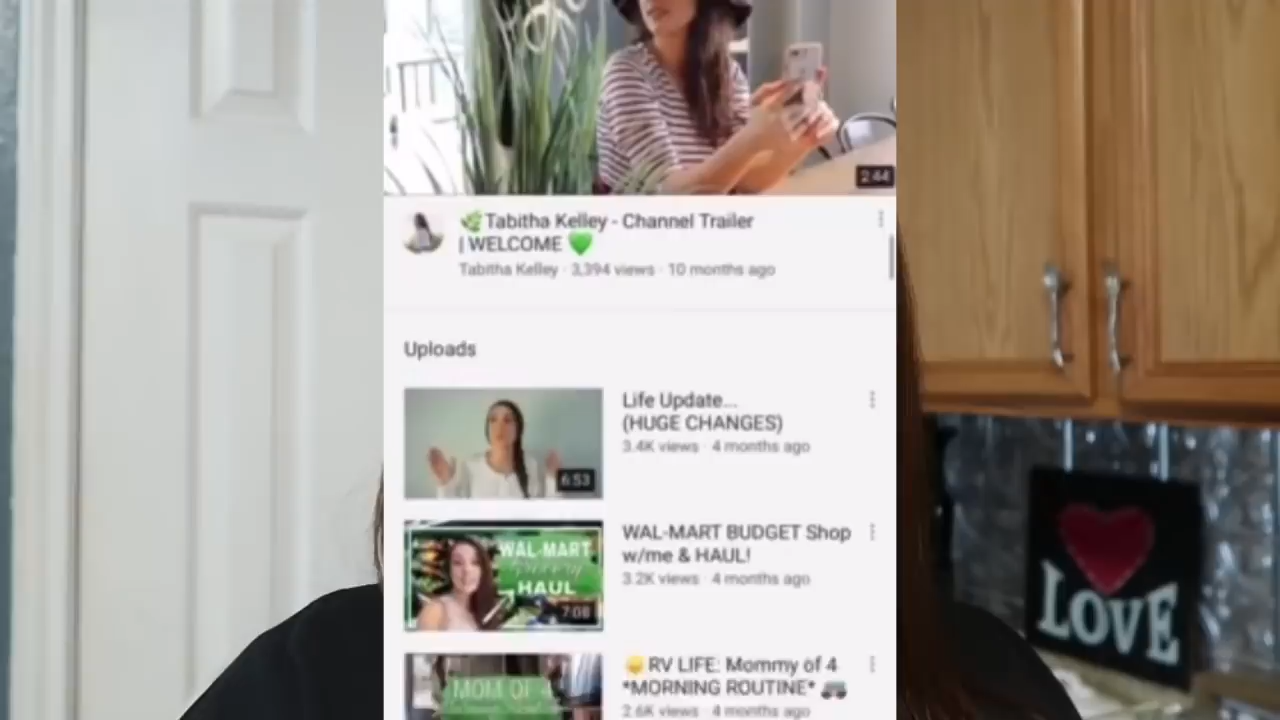 2:44
🌿Tabitha Kelley - Channel Trailer
| WELCOME 💚
Tabitha Kelley · 3,394 views · 10 months ago
Uploads
Life Update...
(HUGE CHANGES)
3.4K views · 4 months ago
6:53
WAL-MART BUDGET Shop
w/me & HAUL!
3.2K views · 4 months ago
WAL-MART
HAUL
7:08
RV LIFE: Mommy of 4
*MORNING ROUTINE* 🚙
2.6K views · 4 months ago
MOM OF 4
LOVE